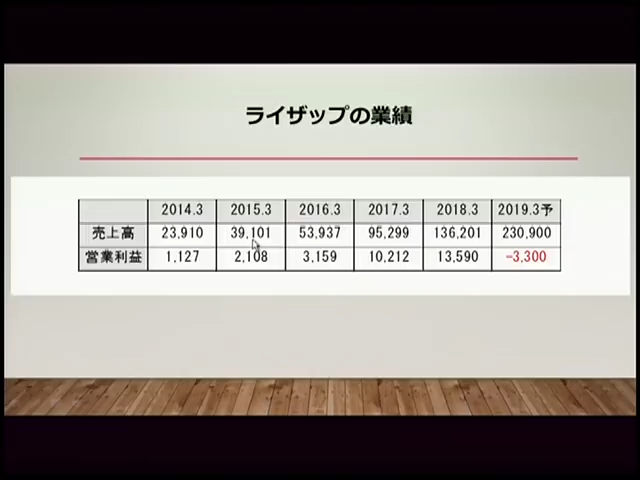 ライザップの業績
2014.3 2015.3 2016.3 2017.3 2018.3 2019.3予
売上高 23,910 39,101 53,937 95,299 136,201 230,900
営業利益 1,127 2,108 3,159 10,212 13,590 -3,300